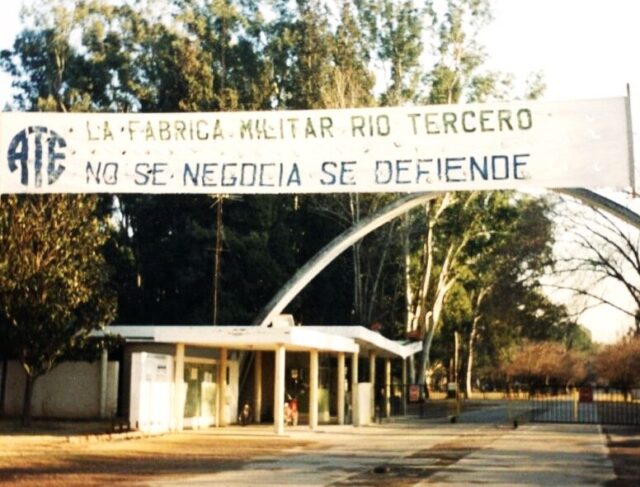 ATE
LA FABRICA MILITAR RIO TERCERO
NO SE NEGOCIA SE DEFIENDE